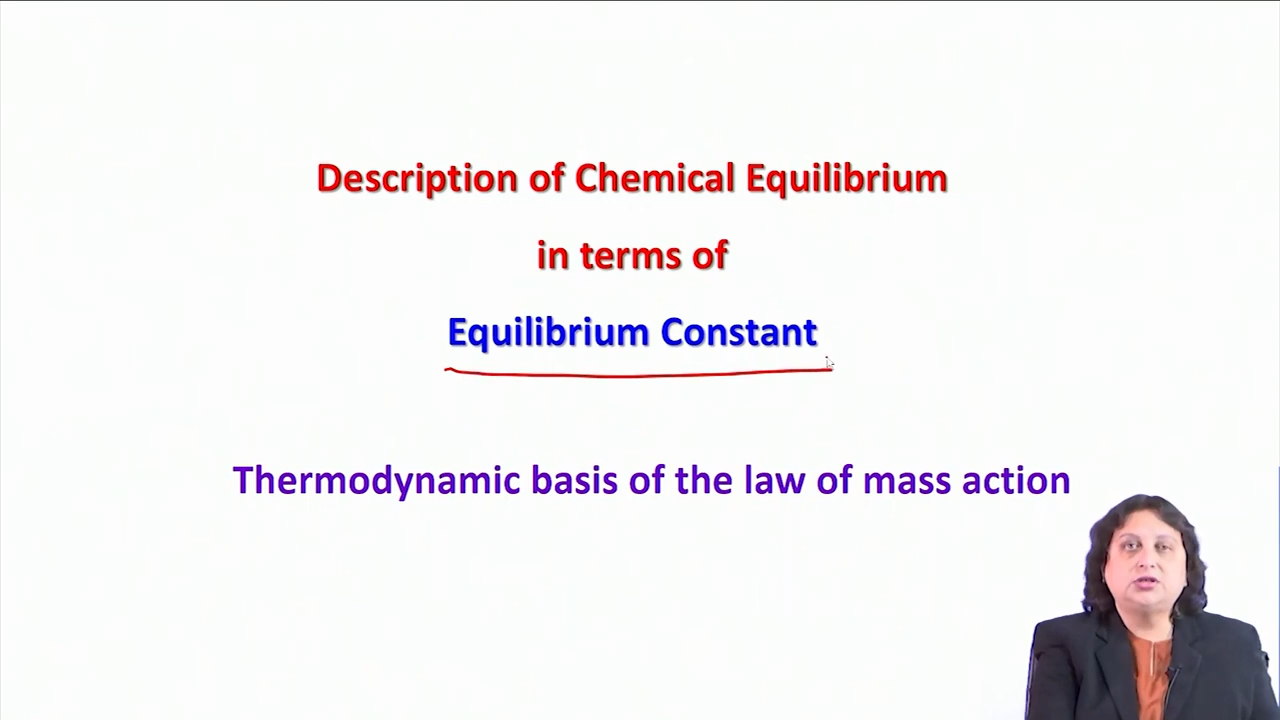 Description of Chemical Equilibrium
in terms of
Equilibrium Constant
Thermodynamic basis of the law of mass action